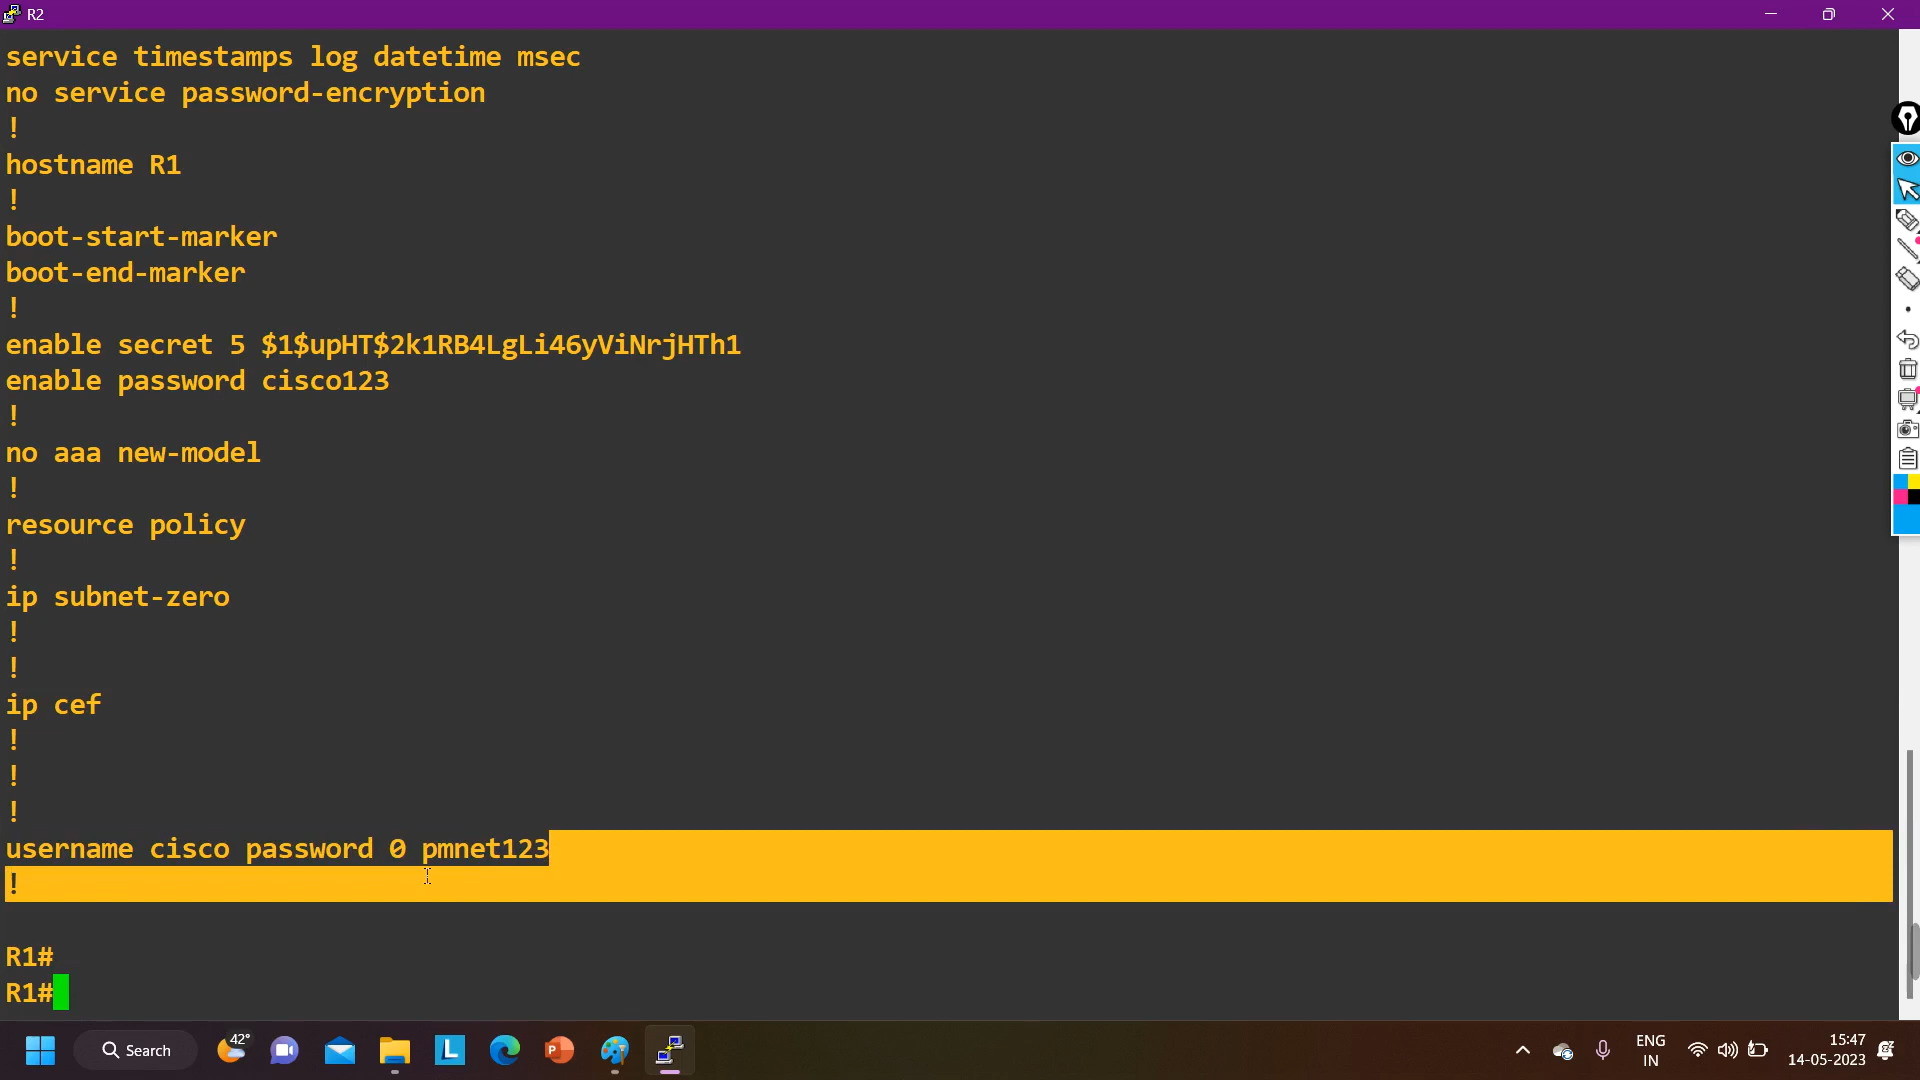 R2
service timestamps log datetime msec
no service password-encryption
!
hostname R1
!
boot-start-marker
boot-end-marker
!
enable secret 5 $1$upHT$2k1RB4LgLi46yViNrjHTh1
enable password cisco123
!
no aaa new-model
!
resource policy
!
ip subnet-zero
!
!
ip cef
!
!
!
username cisco password 0 pmnet123
!
R1#
R1#
Search
42°
L
P
ENG
IN
15:47
14-05-2023